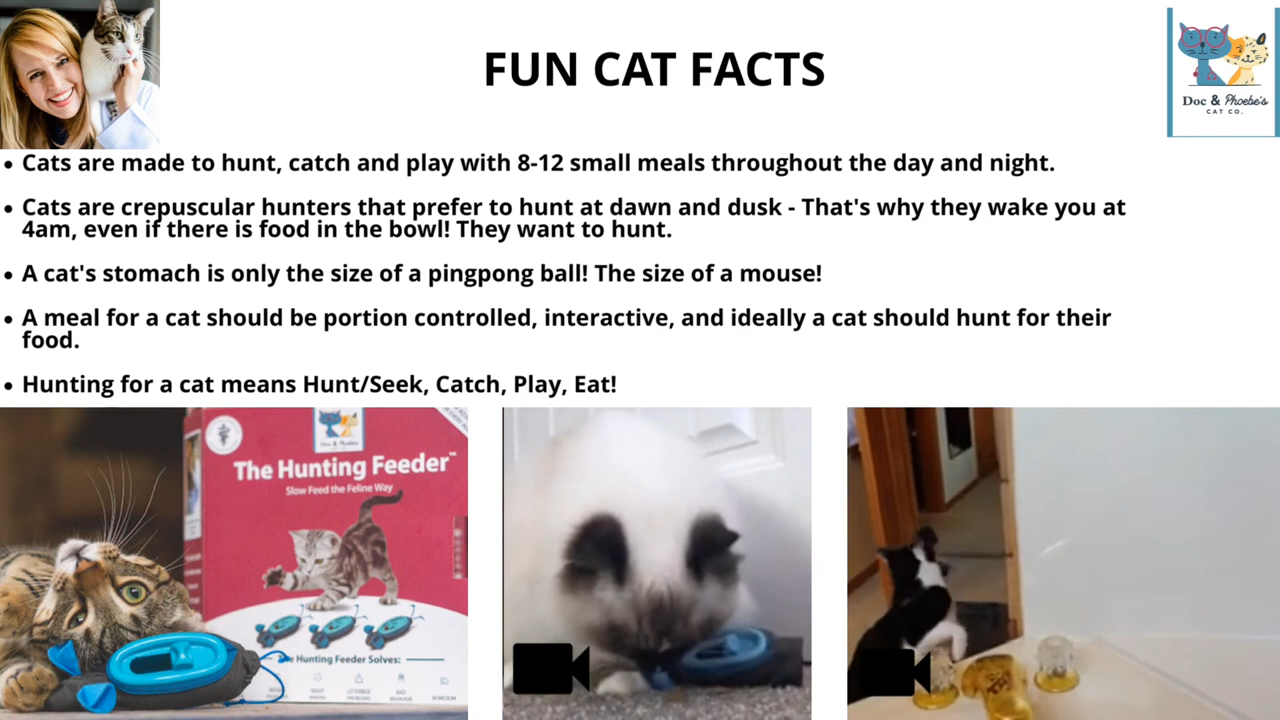 FUN CAT FACTS
Doc & Phoebe's
CAT CO.
• Cats are made to hunt, catch and play with 8-12 small meals throughout the day and night.
• Cats are crepuscular hunters that prefer to hunt at dawn and dusk - That's why they wake you at
4am, even if there is food in the bowl! They want to hunt.
• A cat's stomach is only the size of a pingpong ball! The size of a mouse!
• A meal for a cat should be portion controlled, interactive, and ideally a cat should hunt for their
food.
• Hunting for a cat means Hunt/Seek, Catch, Play, Eat!
Doc & Phoebe's
The Hunting Feeder™
Slow Feed the Feline Way
The Hunting Feeder Solves: